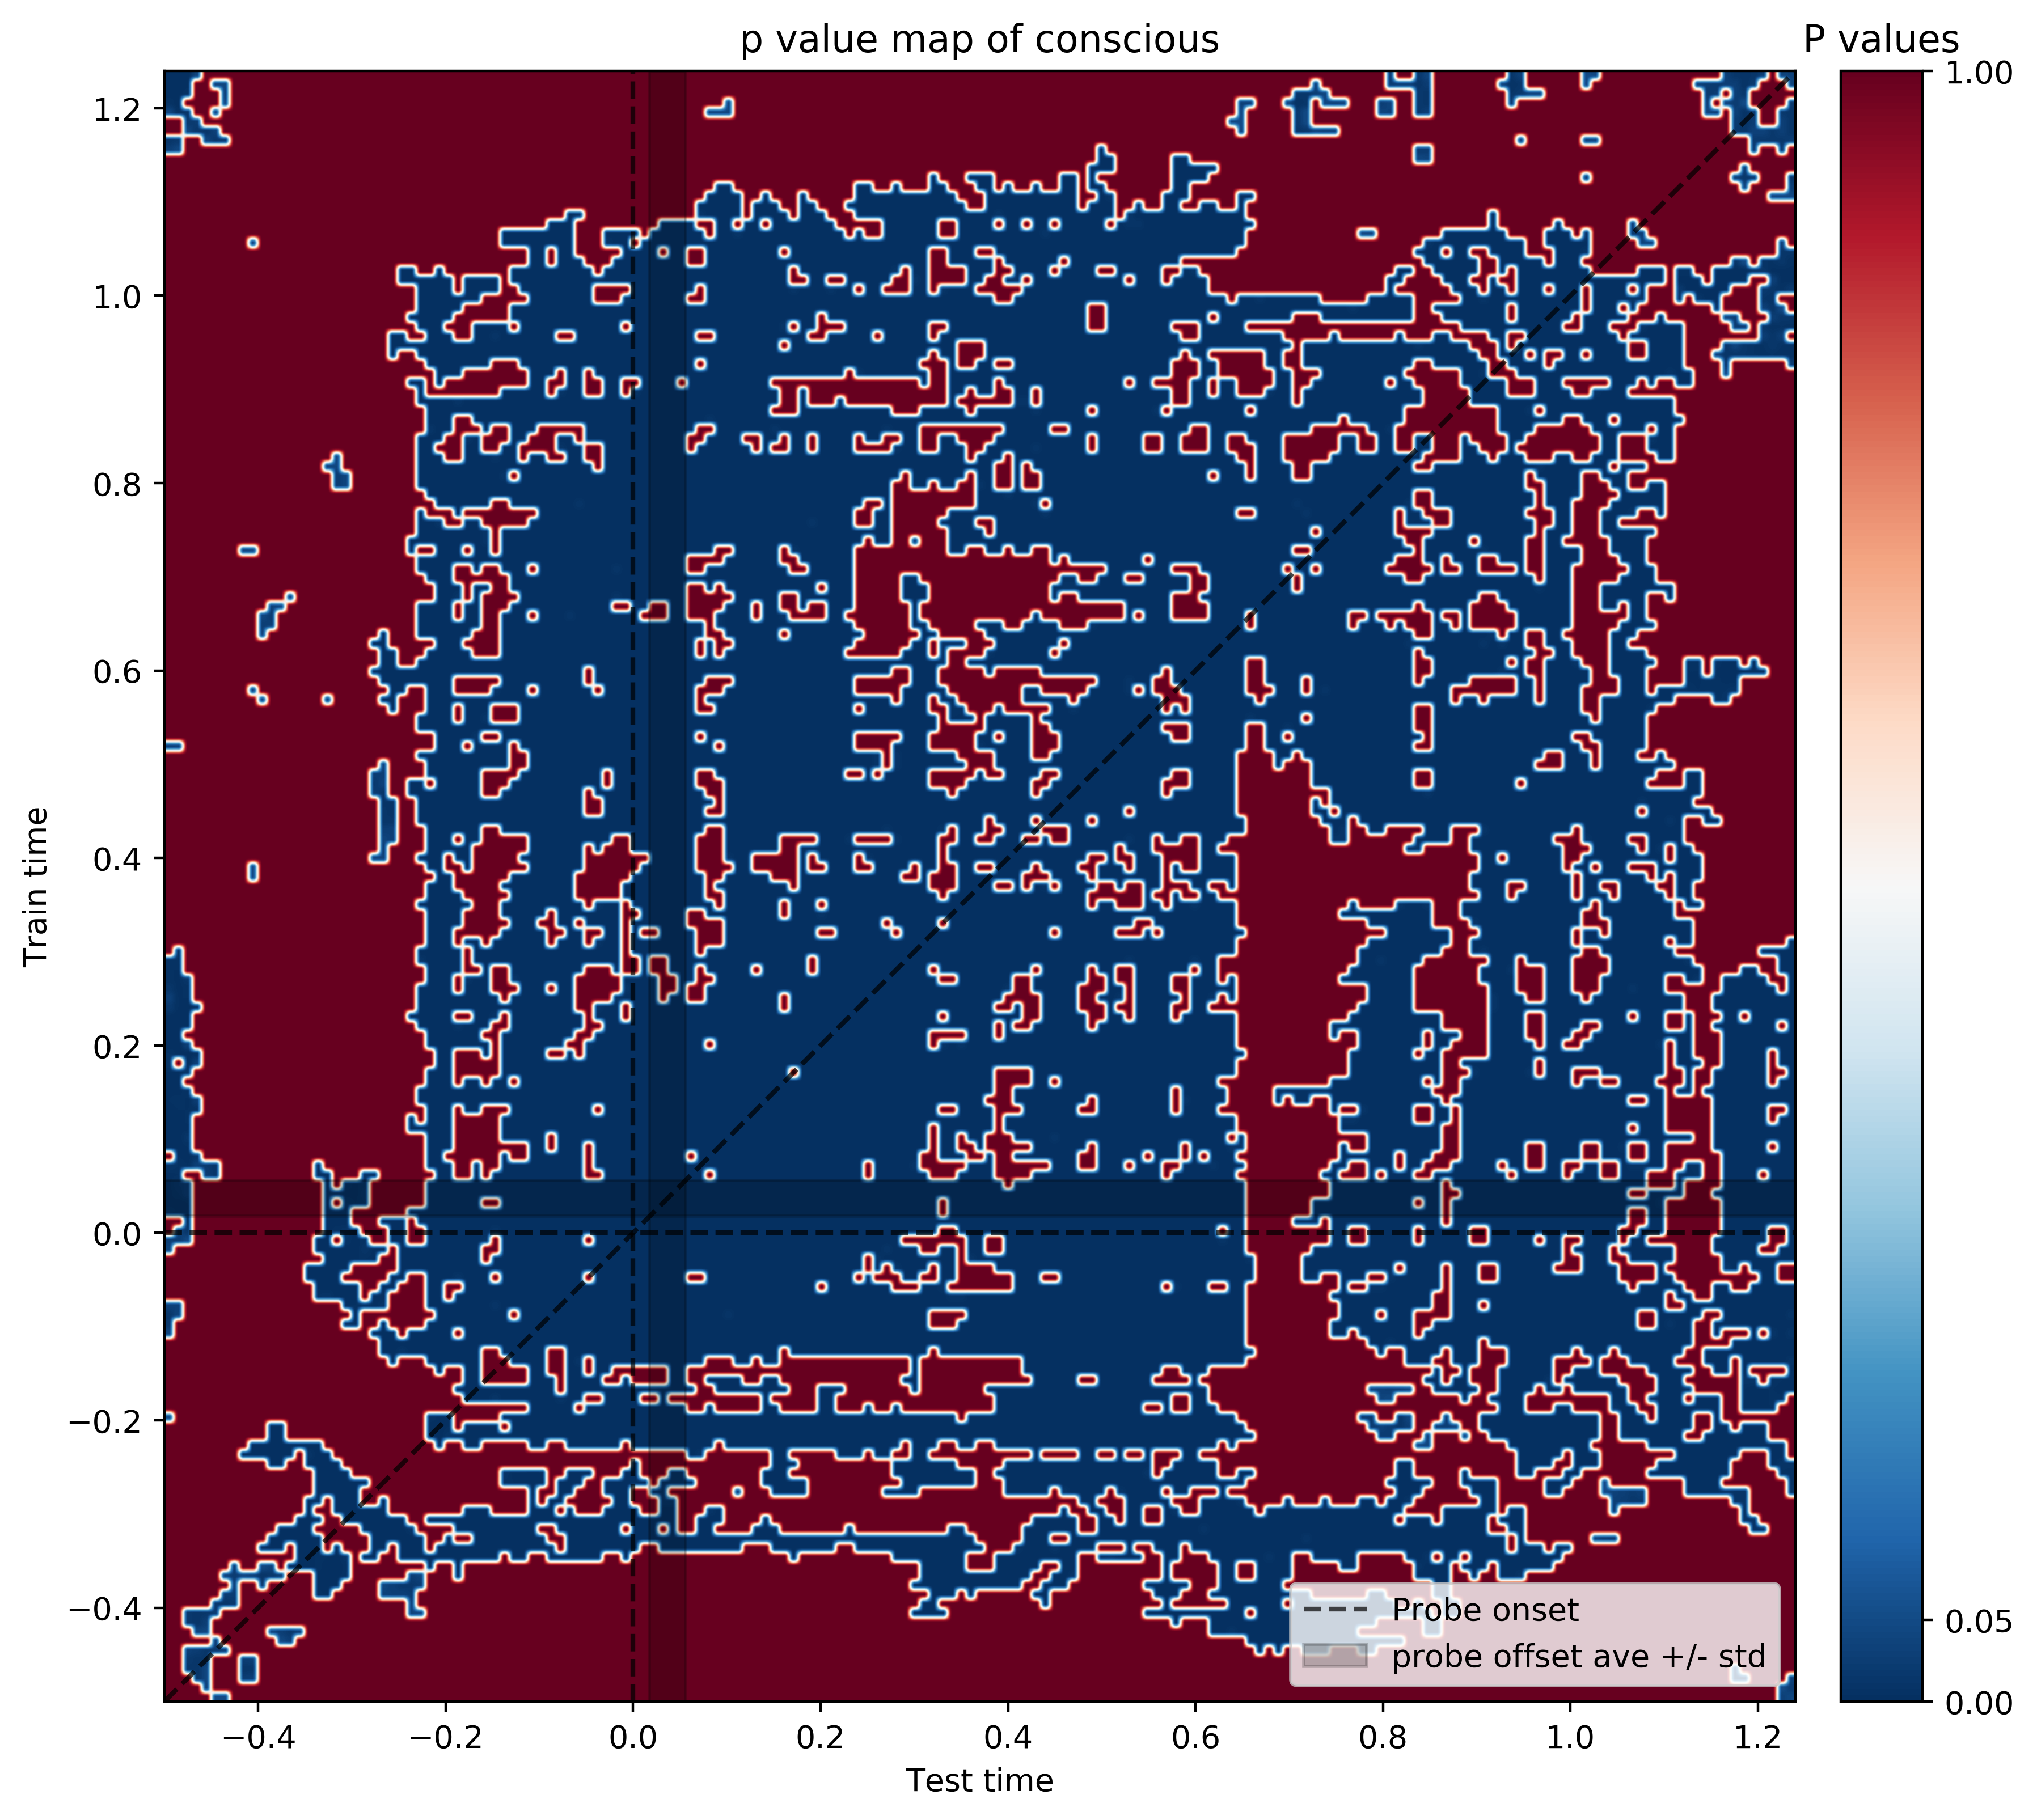 p value map of conscious
P values
1.00
0.05
0.00
1.2
1.0
0.8
0.6
0.4
0.2
0.0
−0.2
−0.4
Train time
−0.4 −0.2 0.0 0.2 0.4 0.6 0.8 1.0 1.2
Test time
Probe onset
probe offset ave +/- std